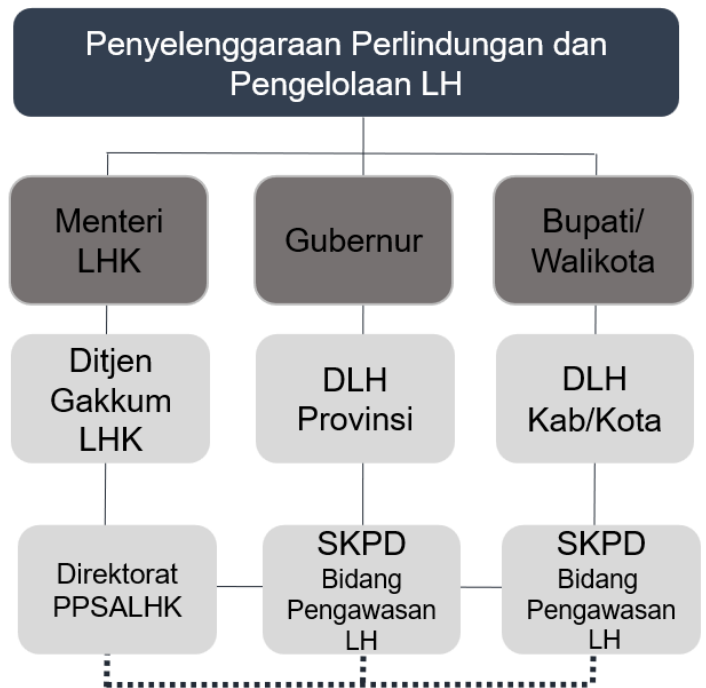 Penyelenggaraan Perlindungan dan
Pengelolaan LH
Menteri
LHK
Gubernur
Bupati/
Walikota
Ditjen
Gakkum
LHK
DLH
Provinsi
DLH
Kab/Kota
Direktorat
PPSALHK
SKPD
Bidang
Pengawasan
LH
SKPD
Bidang
Pengawasan
LH